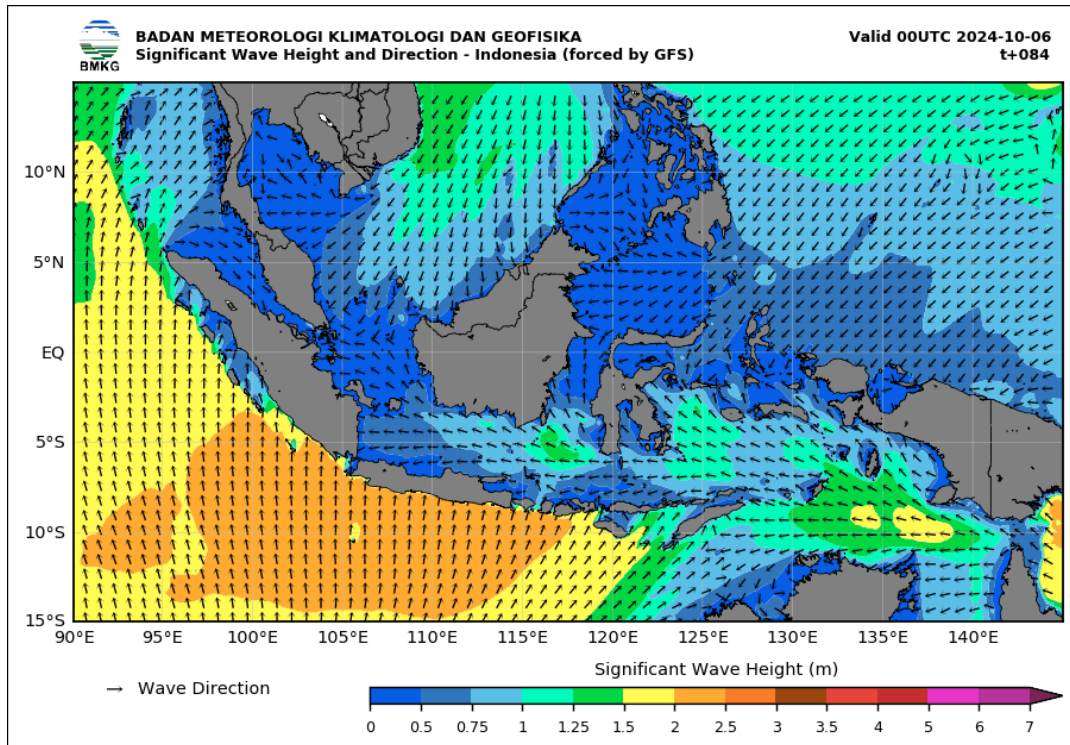 BADAN METEOROLOGI KLIMATOLOGI DAN GEOFISIKA
Significant Wave Height and Direction - Indonesia (forced by GFS)
BMKG
Valid 00UTC 2024-10-06
t+084
10°N
5°N
EQ
5°S
10°S
15°S
90°E 95°E 100°E 105°E 110°E 115°E 120°E 125°E 130°E 135°E 140°E
Wave Direction
Significant Wave Height (m)
0 0.5 0.75 1 1.25 1.5 2 2.5 3 3.5 4 5 6 7